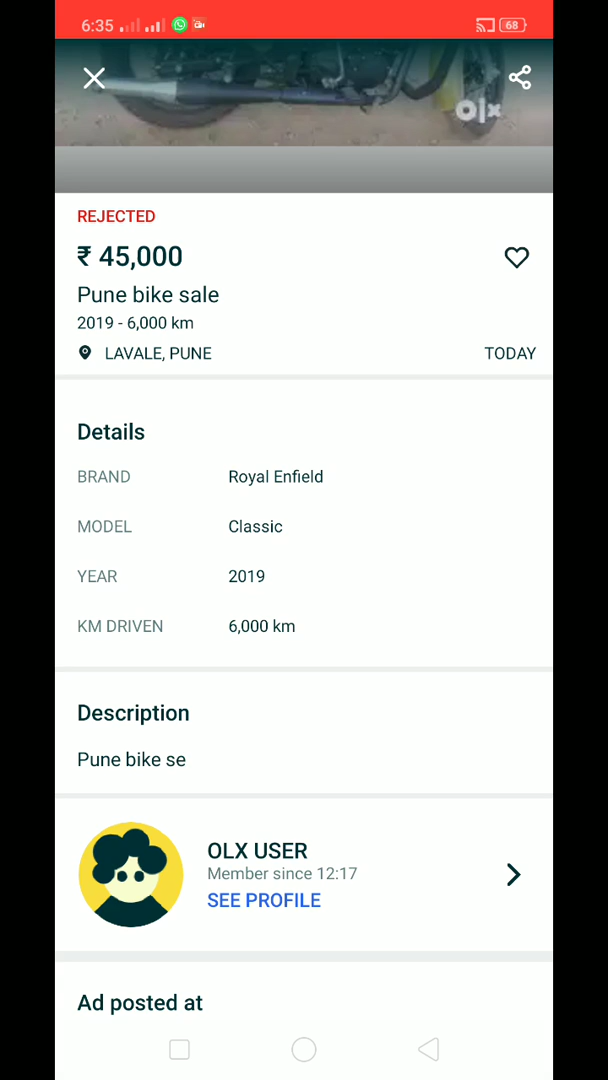 6:35
68
olx
REJECTED
₹ 45,000
Pune bike sale
2019 - 6,000 km
LAVALE, PUNE TODAY
Details
BRAND Royal Enfield
MODEL Classic
YEAR 2019
KM DRIVEN 6,000 km
Description
Pune bike se
OLX USER
Member since 12:17
SEE PROFILE
Ad posted at